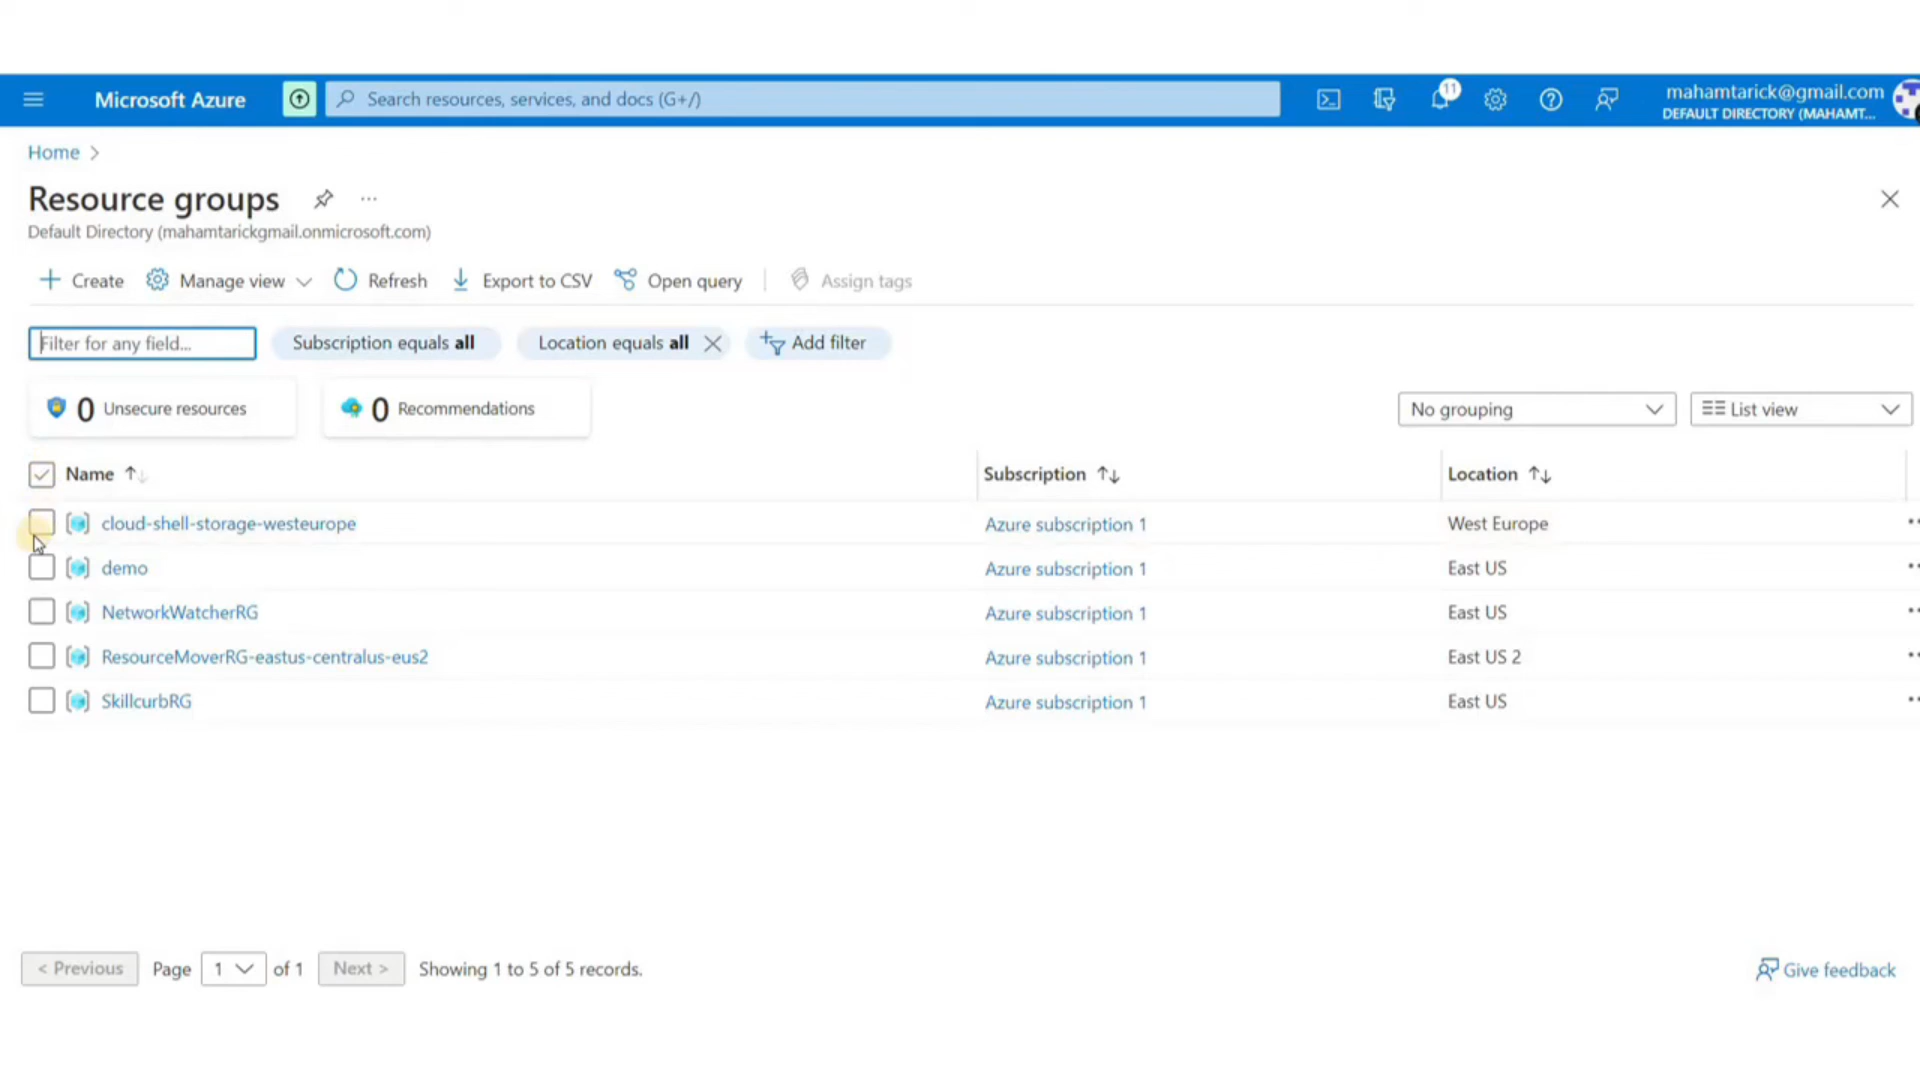 Microsoft Azure
Search resources, services, and docs (G+/)
11
mahamtarick@gmail.com
DEFAULT DIRECTORY (MAHAMT...
Home >
Resource groups ...
Default Directory (mahamtarickgmail.onmicrosoft.com)
+ Create Manage view Refresh Export to CSV Open query Assign tags
Filter for any field... Subscription equals all Location equals all Add filter
0 Unsecure resources 0 Recommendations No grouping List view
Name Subscription Location
cloud-shell-storage-westeurope Azure subscription 1 West Europe
demo Azure subscription 1 East US
NetworkWatcherRG Azure subscription 1 East US
ResourceMoverRG-eastus-centralus-eus2 Azure subscription 1 East US 2
SkillcurbRG Azure subscription 1 East US
< Previous Page 1 of 1 Next > Showing 1 to 5 of 5 records. Give feedback